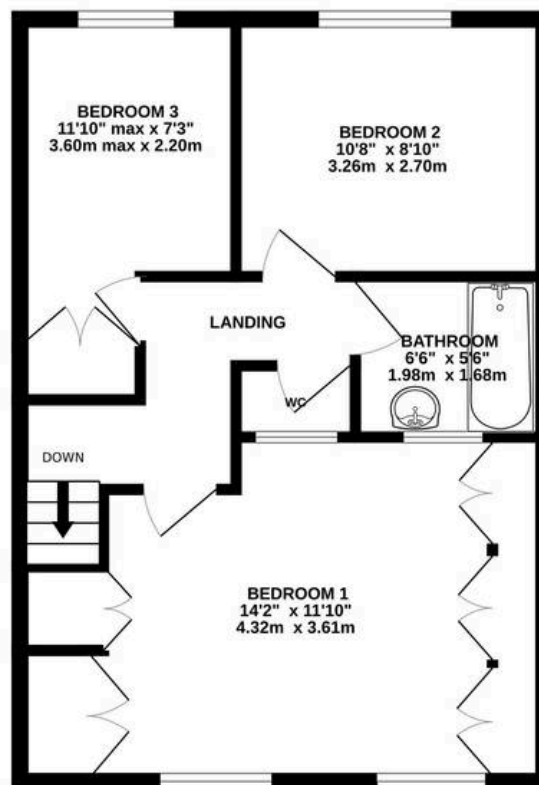 BEDROOM 3
11'10" max x 7'3"
3.60m max x 2.20m
BEDROOM 2
10'8" x 8'10"
3.26m x 2.70m
LANDING
BATHROOM
6'6" x 5'6"
1.98m x 1.68m
WC
DOWN
BEDROOM 1
14'2" x 11'10"
4.32m x 3.61m